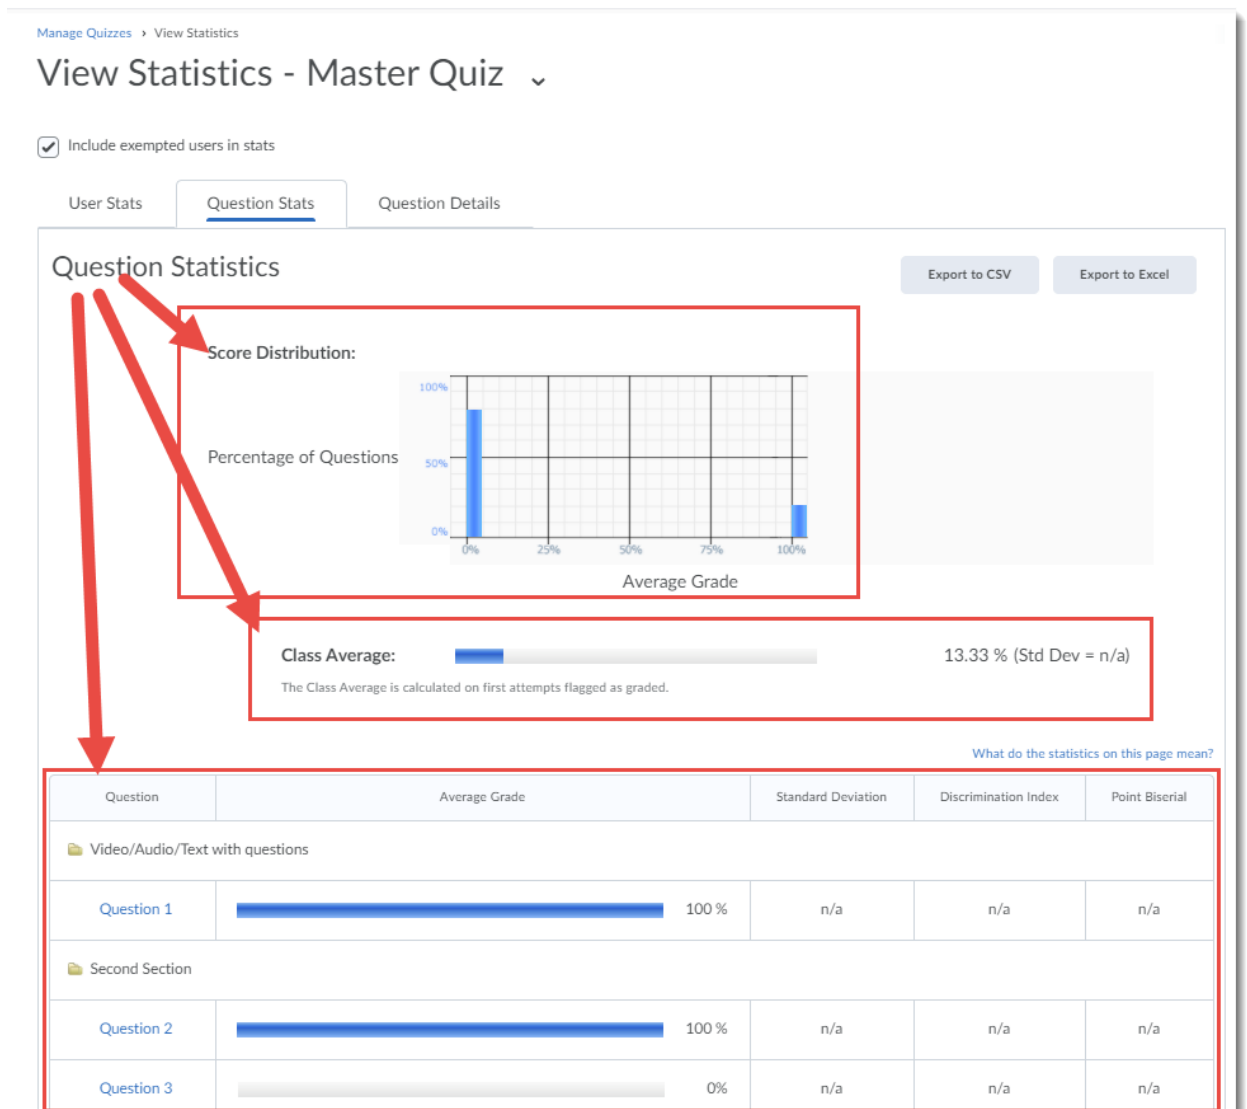 Manage Quizzes › View Statistics
View Statistics - Master Quiz
Include exempted users in stats
User Stats Question Stats Question Details
Question Statistics
Export to CSV Export to Excel
Score Distribution:
100%
Percentage of Questions
50%
0%
0% 25% 50% 75% 100%
Average Grade
Class Average: 13.33 % (Std Dev = n/a)
The Class Average is calculated on first attempts flagged as graded.
What do the statistics on this page mean?
Question Average Grade Standard Deviation Discrimination Index Point Biserial
Video/Audio/Text with questions
Question 1 100 % n/a n/a n/a
Second Section
Question 2 100 % n/a n/a n/a
Question 3 0% n/a n/a n/a